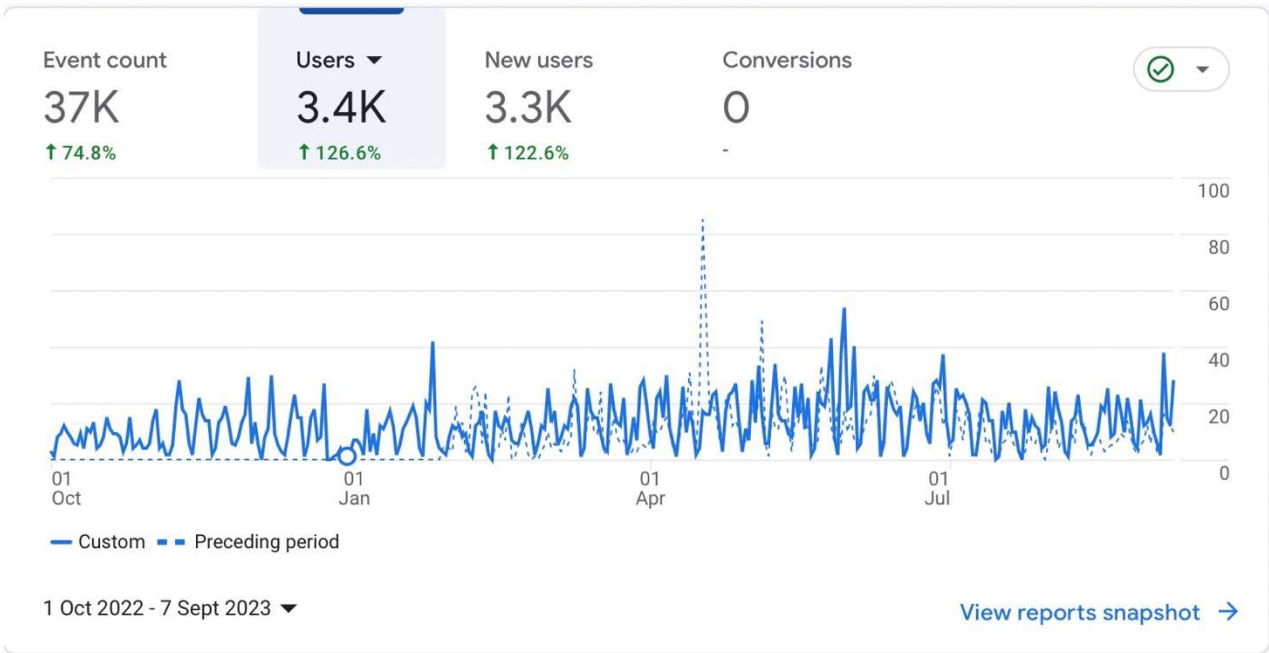 Event count Users New users Conversions
37K 3.4K 3.3K 0
↑ 74.8% ↑ 126.6% ↑ 122.6% -
100
80
60
40
20
0
01 01 01 01
Oct Jan Apr Jul
Custom Preceding period
1 Oct 2022 - 7 Sept 2023
View reports snapshot →